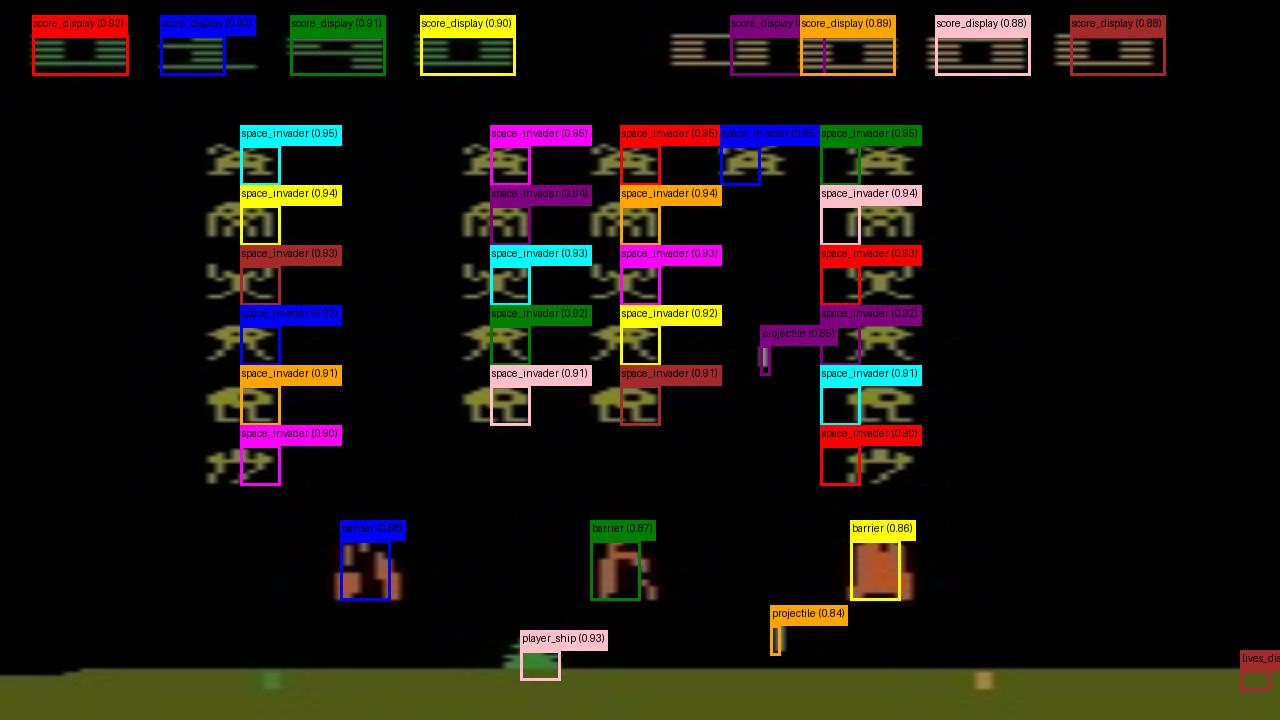 score_display (0.92) score_display (0.90) score_display (0.91) score_display (0.90) score_display ( score_display (0.89) score_display (0.88) score_display (0.88)
space_invader (0.95) space_invader (0.95) space_invader (0.95) space_invader (0.95) space_invader (0.95)
space_invader (0.94) space_invader (0.94) space_invader (0.94) space_invader (0.94)
space_invader (0.93) space_invader (0.93) space_invader (0.93) space_invader (0.93)
space_invader (0.92) space_invader (0.92) space_invader (0.92) space_invader (0.92)
projectile (0.85)
space_invader (0.91) space_invader (0.91) space_invader (0.91) space_invader (0.91)
space_invader (0.90) space_invader (0.90)
barrier (0.88) barrier (0.87) barrier (0.86)
projectile (0.84)
player_ship (0.93)
lives_dis